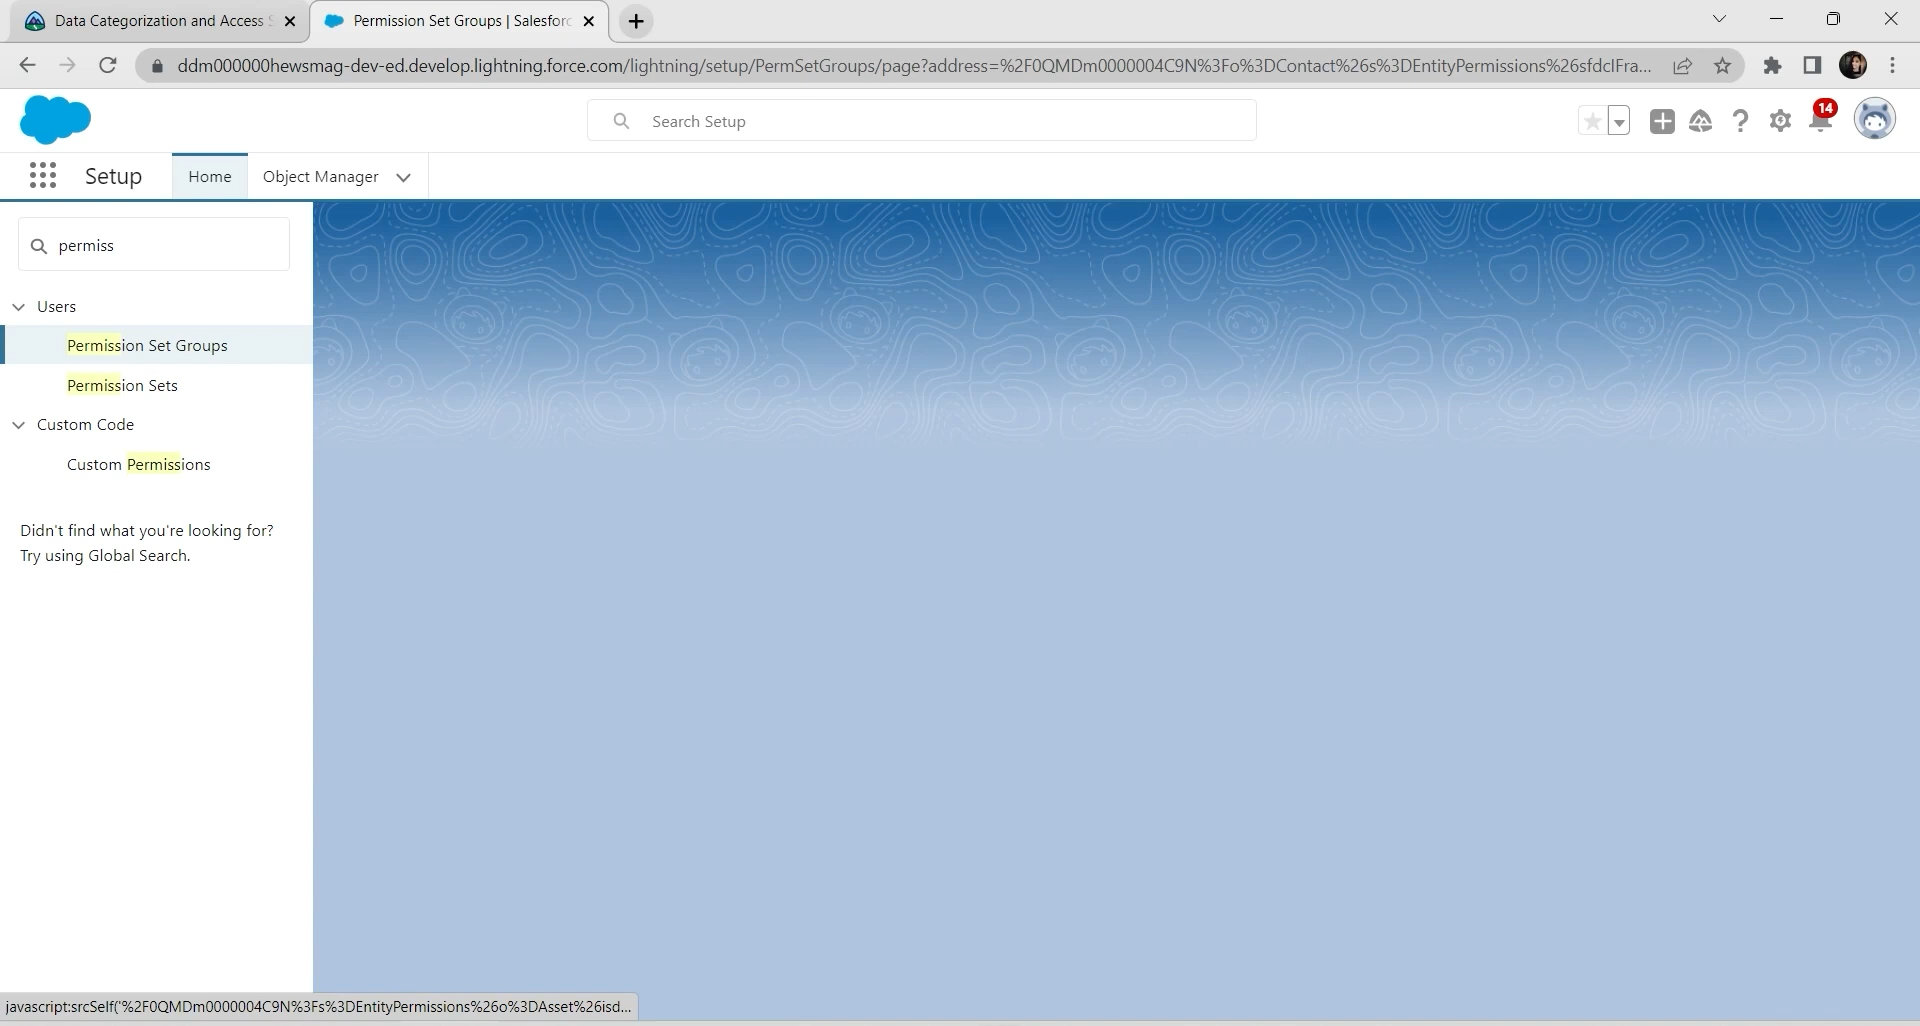 Data Categorization and Access S
Permission Set Groups | Salesforc
ddm000000hewsmag-dev-ed.develop.lightning.force.com/lightning/setup/PermSetGroups/page?address=%2F0QMDm0000004C9N%3Fo%3DContact%26s%3DEntityPermissions%26sfdcIFra...
Search Setup
14
Setup
Home
Object Manager
permiss
Users
Permission Set Groups
Permission Sets
Custom Code
Custom Permissions
Didn't find what you're looking for?
Try using Global Search.
javascript:srcSelf('%2F0QMDm0000004C9N%3Fs%3DEntityPermissions%26o%3DAsset%26isd...